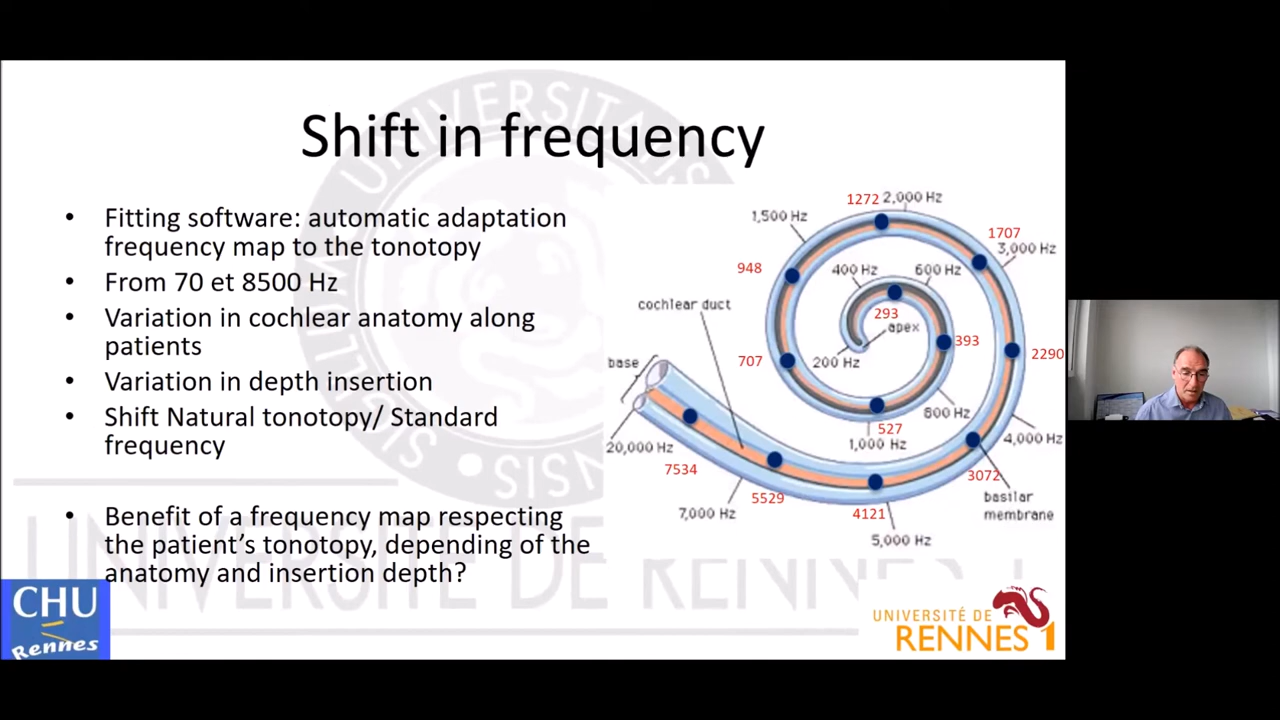 Shift in frequency
• Fitting software: automatic adaptation
frequency map to the tonotopy
• From 70 et 8500 Hz
• Variation in cochlear anatomy along
patients
• Variation in depth insertion
• Shift Natural tonotopy/ Standard
frequency
• Benefit of a frequency map respecting
the patient's tonotopy, depending of the
anatomy and insertion depth?
1272
2,000 Hz
1,500 Hz
1707
3,000 Hz
948
400 Hz
600 Hz
cochlear duct
293
apex
393
2290
base
707
200 Hz
800 Hz
527
1,000 Hz
4,000 Hz
20,000 Hz
7534
3072
5529
basilar
membrane
7,000 Hz
4121
5,000 Hz
CHU
Rennes
UNIVERSITÉ DE
RENNES 1
UNIVERSITÉ DE RENNES 1